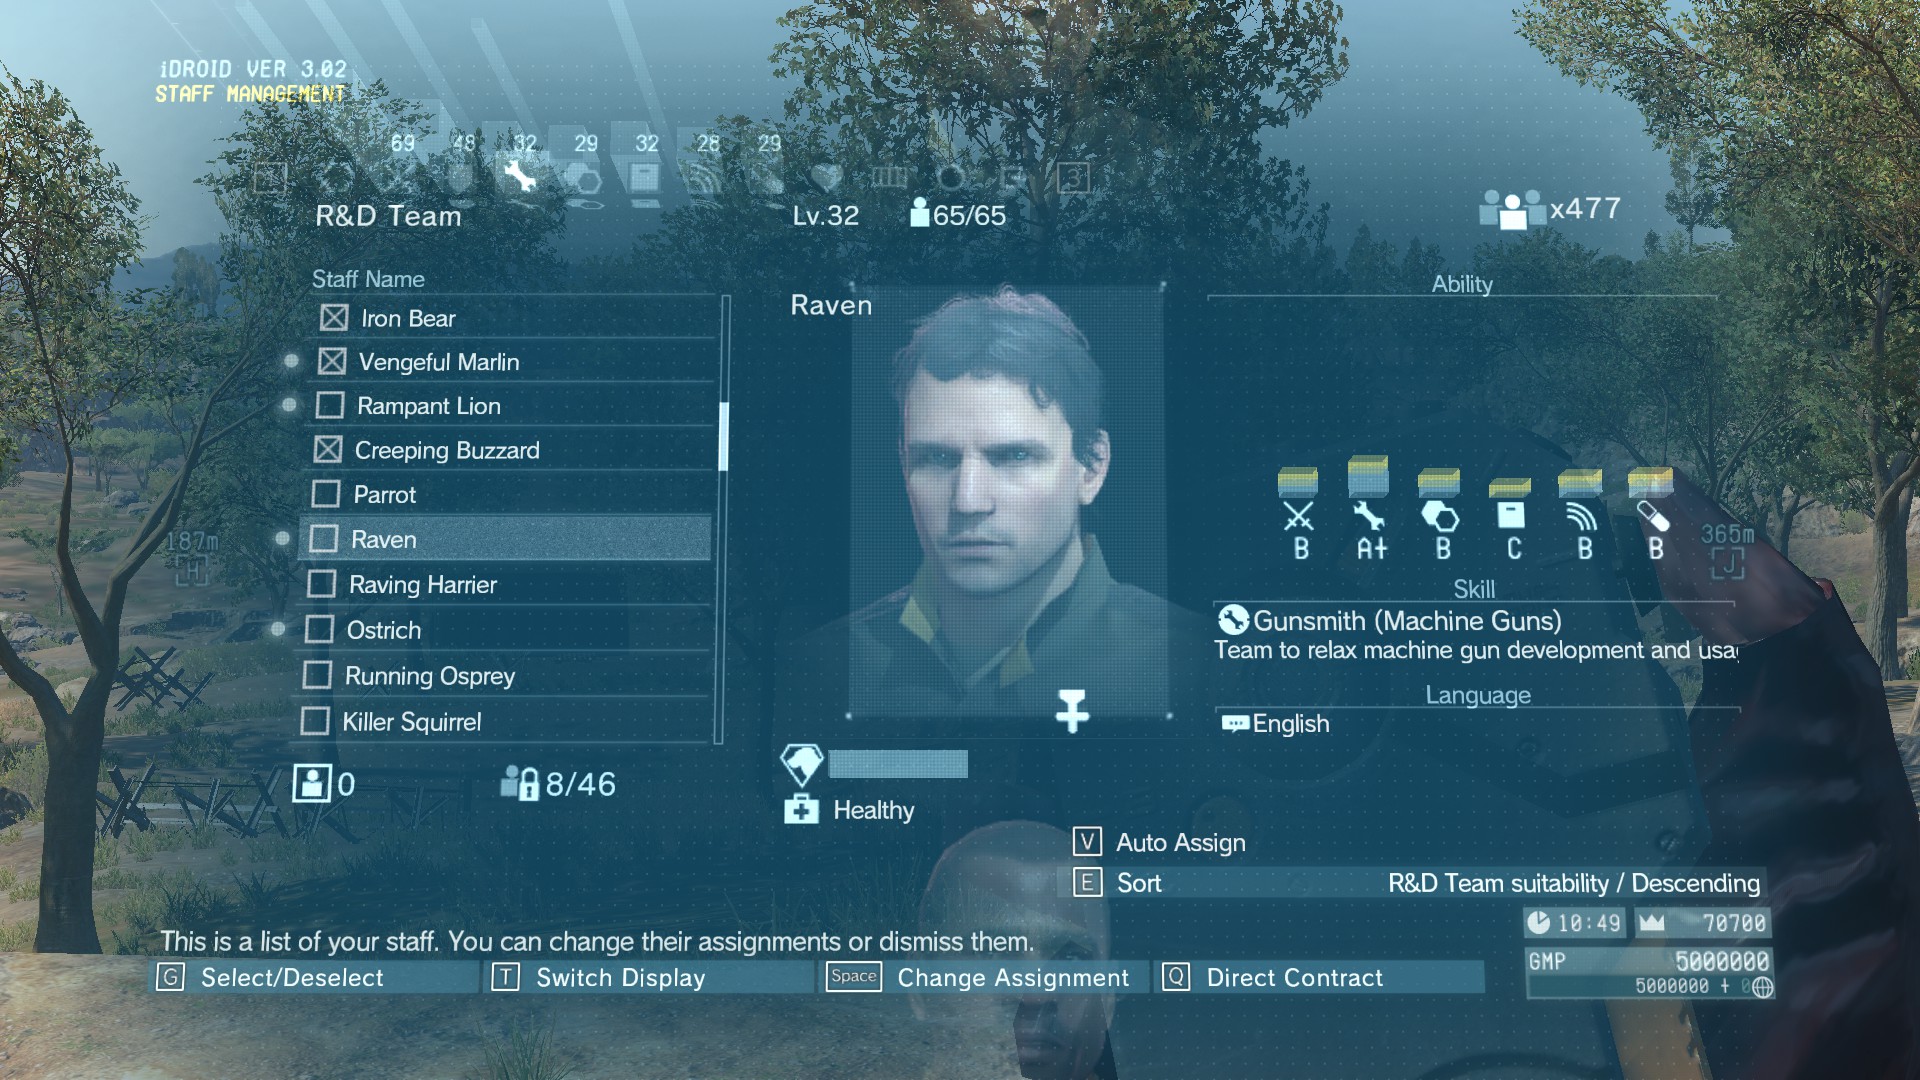 iDROID VER 3.02
STAFF MANAGEMENT
69 48 32 29 32 28 29
3
R&D Team Lv.32 65/65 x477
Staff Name
Iron Bear
Vengeful Marlin
Rampant Lion
Creeping Buzzard
Parrot
Raven
Raving Harrier
Ostrich
Running Osprey
Killer Squirrel
0 8/46
187m
H
Raven
Healthy
Ability
B A+ B C B B
365m
J
Skill
Gunsmith (Machine Guns)
Team to relax machine gun development and usa
Language
English
V Auto Assign
E Sort R&D Team suitability / Descending
10:49 70700
GMP 5000000
5000000 + 0
This is a list of your staff. You can change their assignments or dismiss them.
G Select/Deselect T Switch Display Space Change Assignment Q Direct Contract